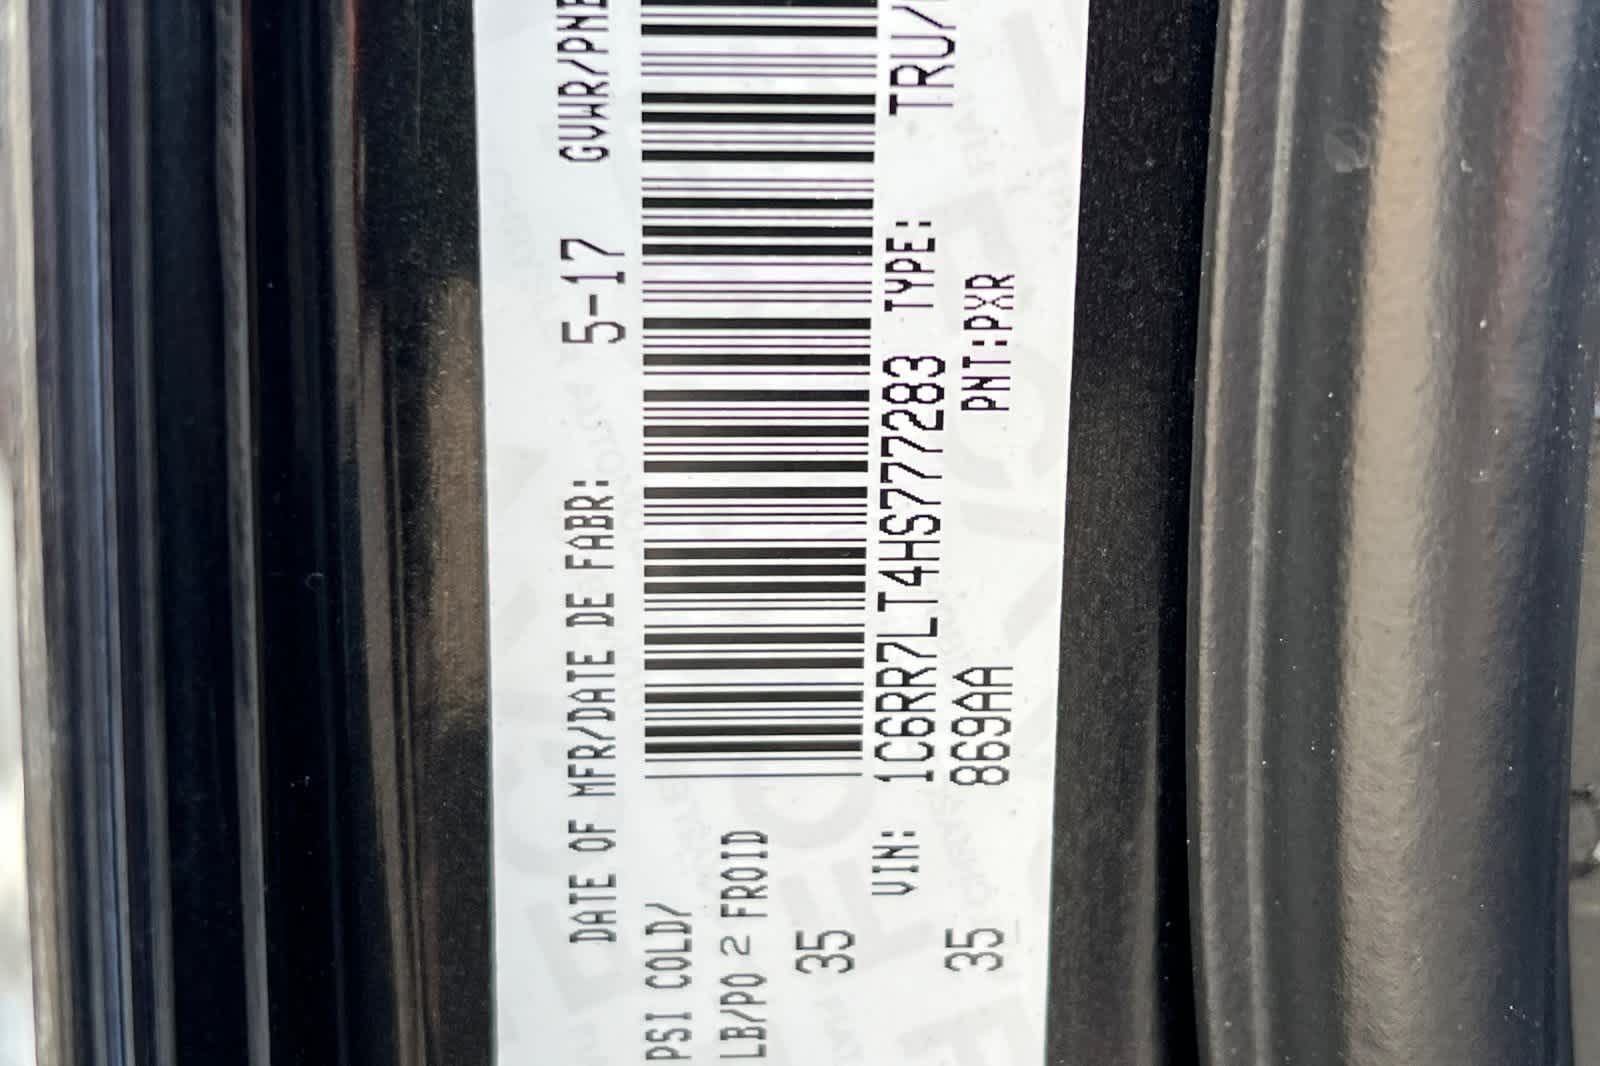 DATE OF MFR/DATE DE FABR: 5-17 GVWR/PNB
PSI COLD/
LB/PO 2 FROID
35
VIN: 1C6RR7LT4HS777283 TYPE: TRU/
35 869AA PNT:PXR